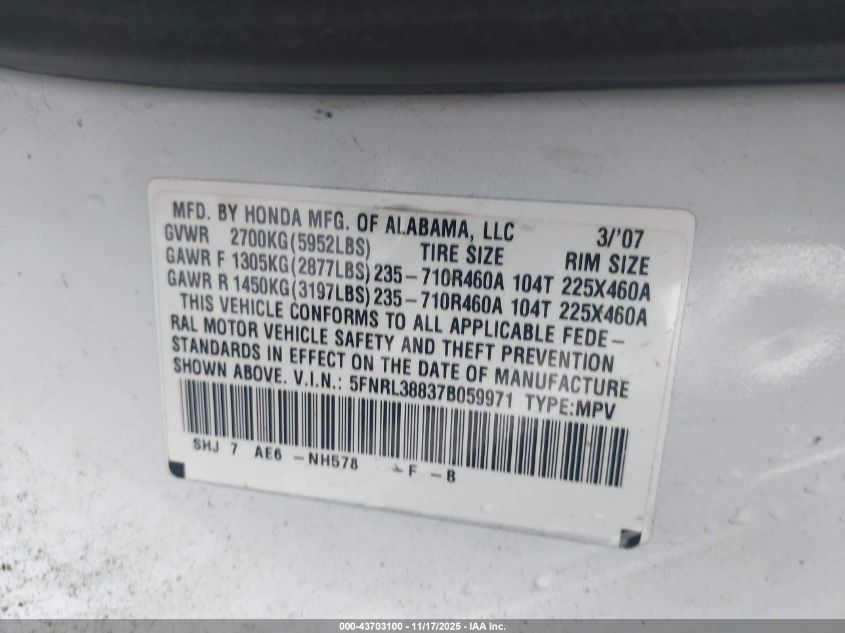 MFD. BY HONDA MFG. OF ALABAMA, LLC 3/'07
GVWR 2700KG(5952LBS) TIRE SIZE RIM SIZE
GAWR F 1305KG(2877LBS)235-710R460A 104T 225X460A
GAWR R 1450KG(3197LBS)235-710R460A 104T 225X460A
THIS VEHICLE CONFORMS TO ALL APPLICABLE FEDE-
RAL MOTOR VEHICLE SAFETY AND THEFT PREVENTION
STANDARDS IN EFFECT ON THE DATE OF MANUFACTURE
SHOWN ABOVE. V.I.N.: 5FNRL38837B059971 TYPE:MPV
SHJ 7 AE6 -NH578 -F -B
000-43703100 - 11/17/2025 - IAA Inc.